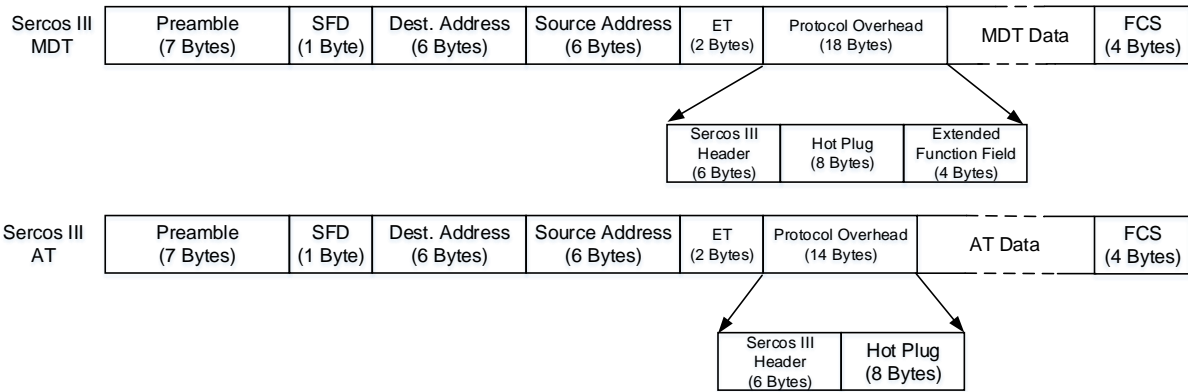 Sercos III
MDT
Preamble
(7 Bytes)
SFD
(1 Byte)
Dest. Address
(6 Bytes)
Source Address
(6 Bytes)
ET
(2 Bytes)
Protocol Overhead
(18 Bytes)
MDT Data
FCS
(4 Bytes)
Sercos III
Header
(6 Bytes)
Hot Plug
(8 Bytes)
Extended
Function Field
(4 Bytes)
Sercos III
AT
Preamble
(7 Bytes)
SFD
(1 Byte)
Dest. Address
(6 Bytes)
Source Address
(6 Bytes)
ET
(2 Bytes)
Protocol Overhead
(14 Bytes)
AT Data
FCS
(4 Bytes)
Sercos III
Header
(6 Bytes)
Hot Plug
(8 Bytes)